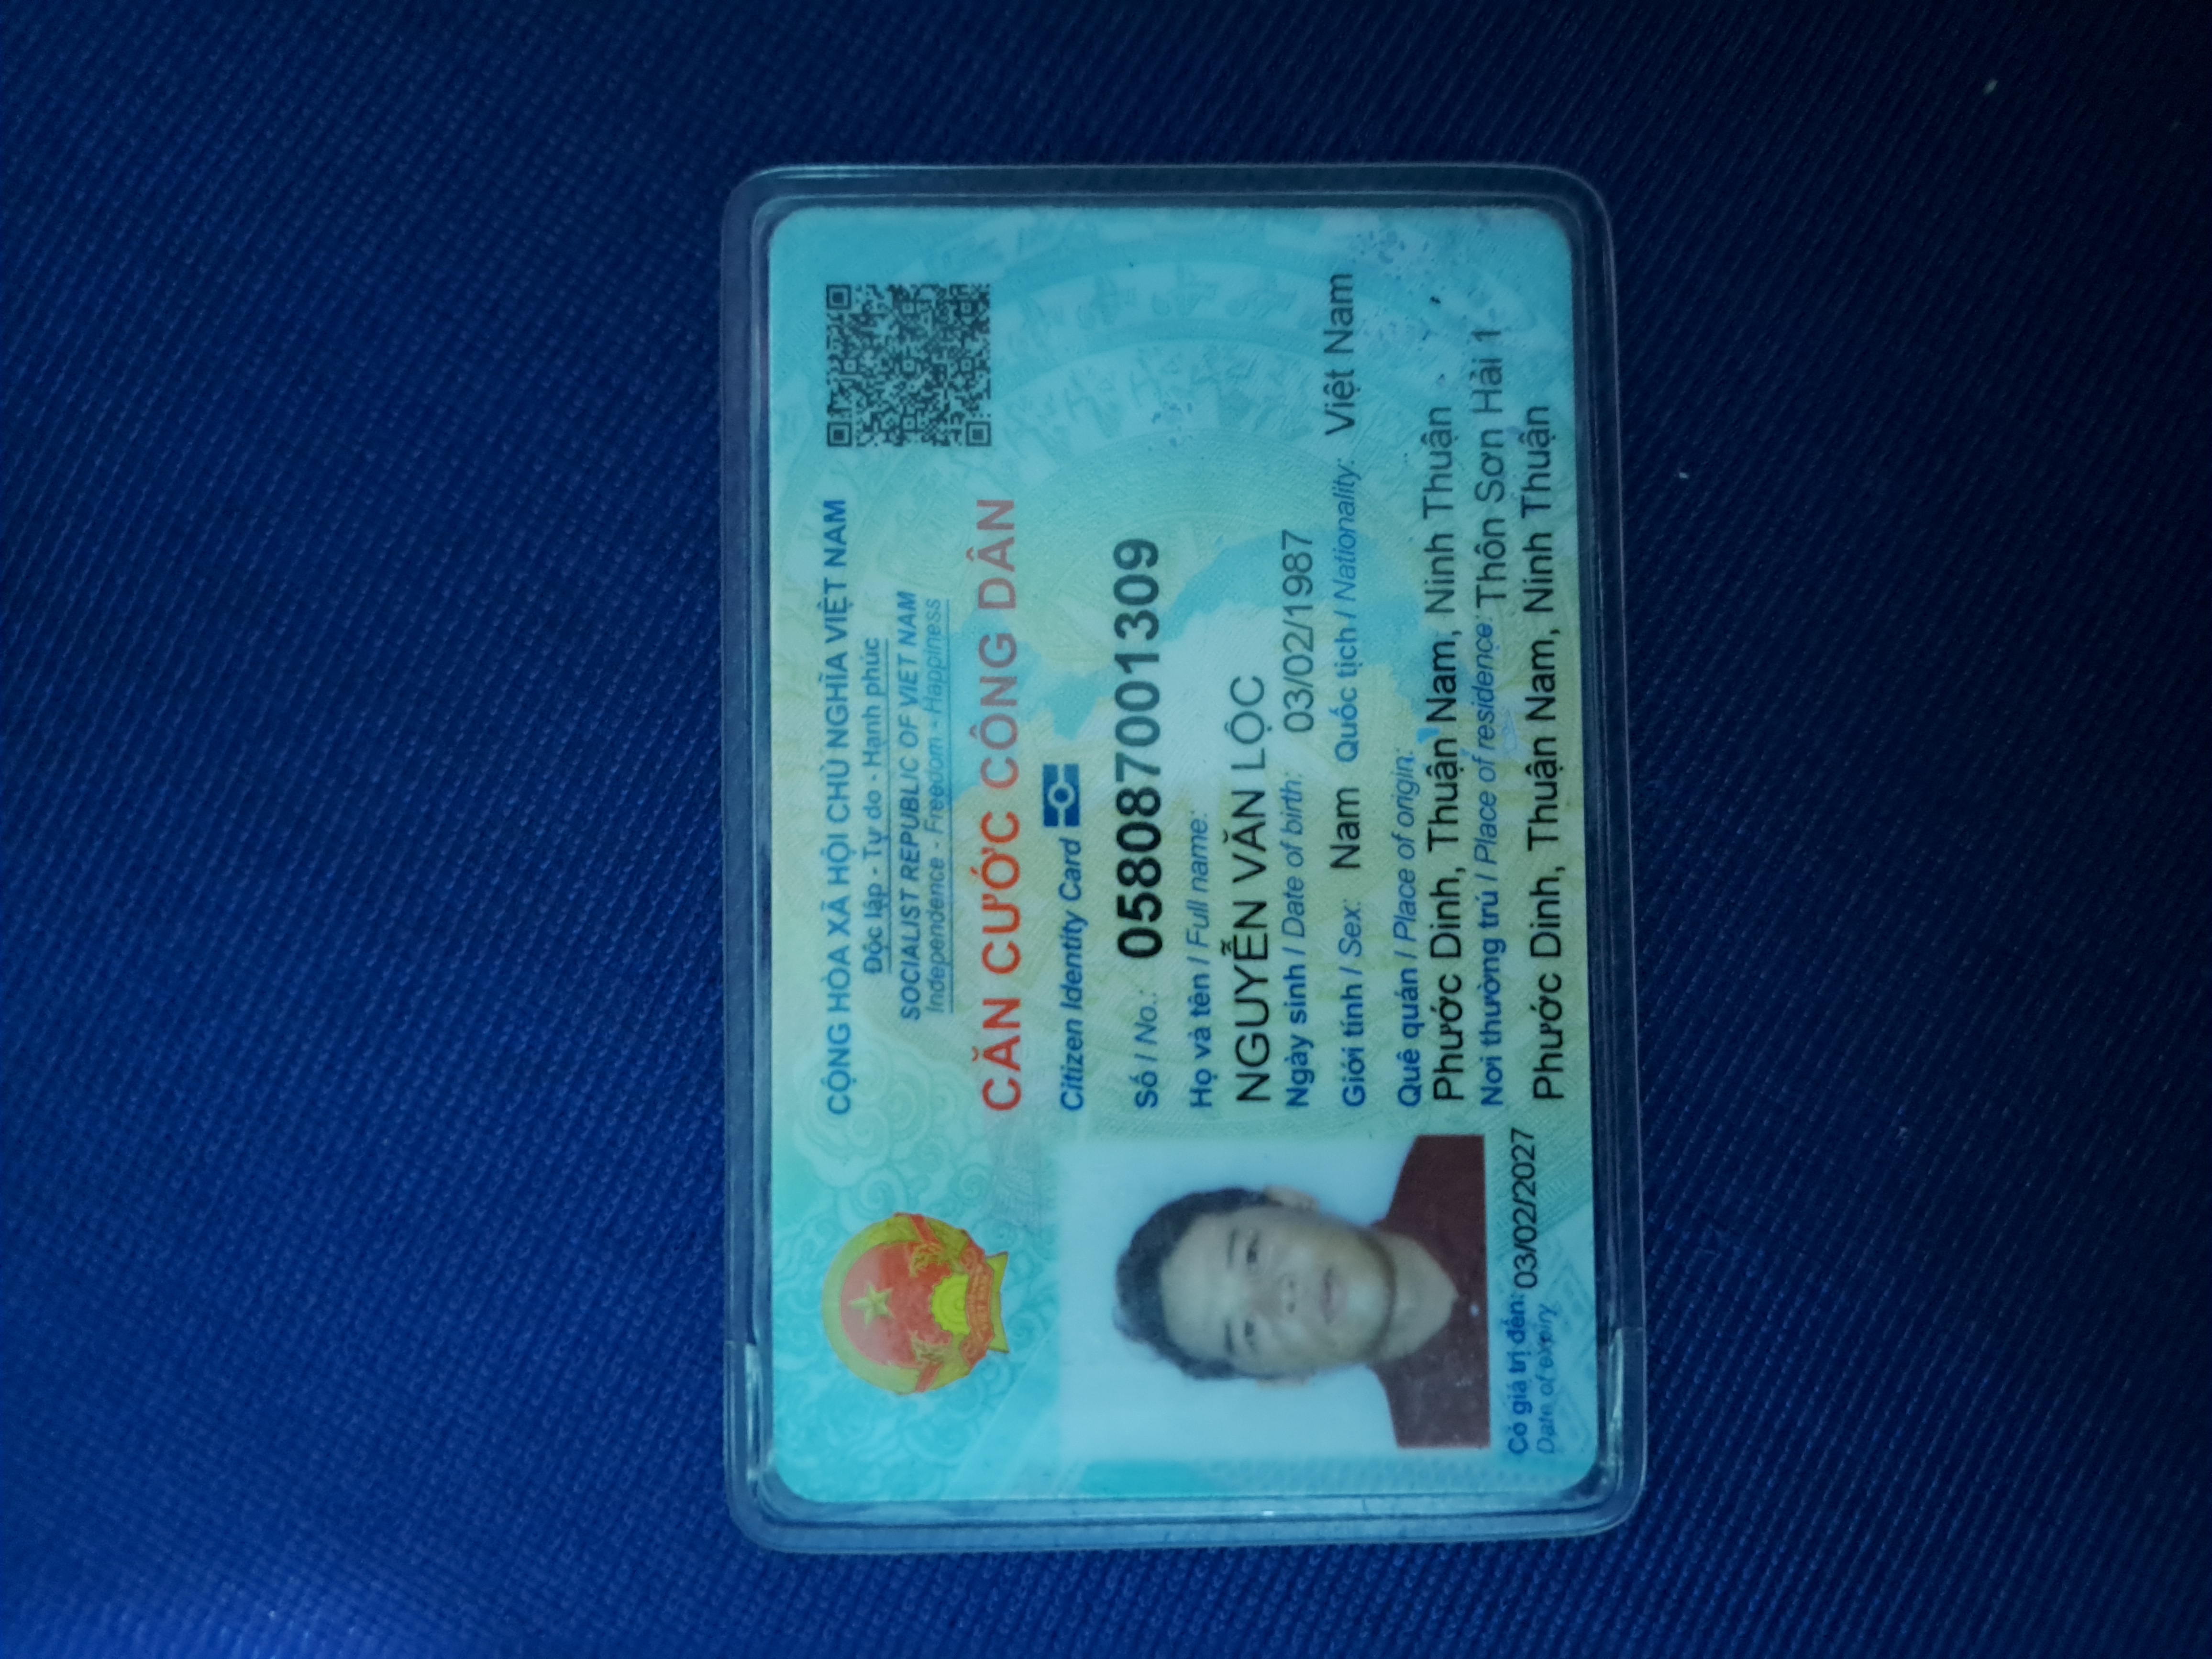 CỘNG HÒA XÃ HỘI CHỦ NGHĨA VIỆT NAM
Độc lập - Tự do - Hạnh phúc
SOCIALIST REPUBLIC OF VIET NAM
Independence - Freedom - Happiness
CĂN CƯỚC CÔNG DÂN
Citizen Identity Card
Số / No.: 058087001309
Họ và tên / Full name:
NGUYỄN VĂN LỘC
Ngày sinh / Date of birth: 03/02/1987
Giới tính / Sex: Nam Quốc tịch / Nationality: Việt Nam
Quê quán / Place of origin:
Phước Dinh, Thuận Nam, Ninh Thuận
Nơi thường trú / Place of residence: Thôn Sơn Hải 1
Phước Dinh, Thuận Nam, Ninh Thuận
Có giá trị đến: 03/02/2027
Date of expiry